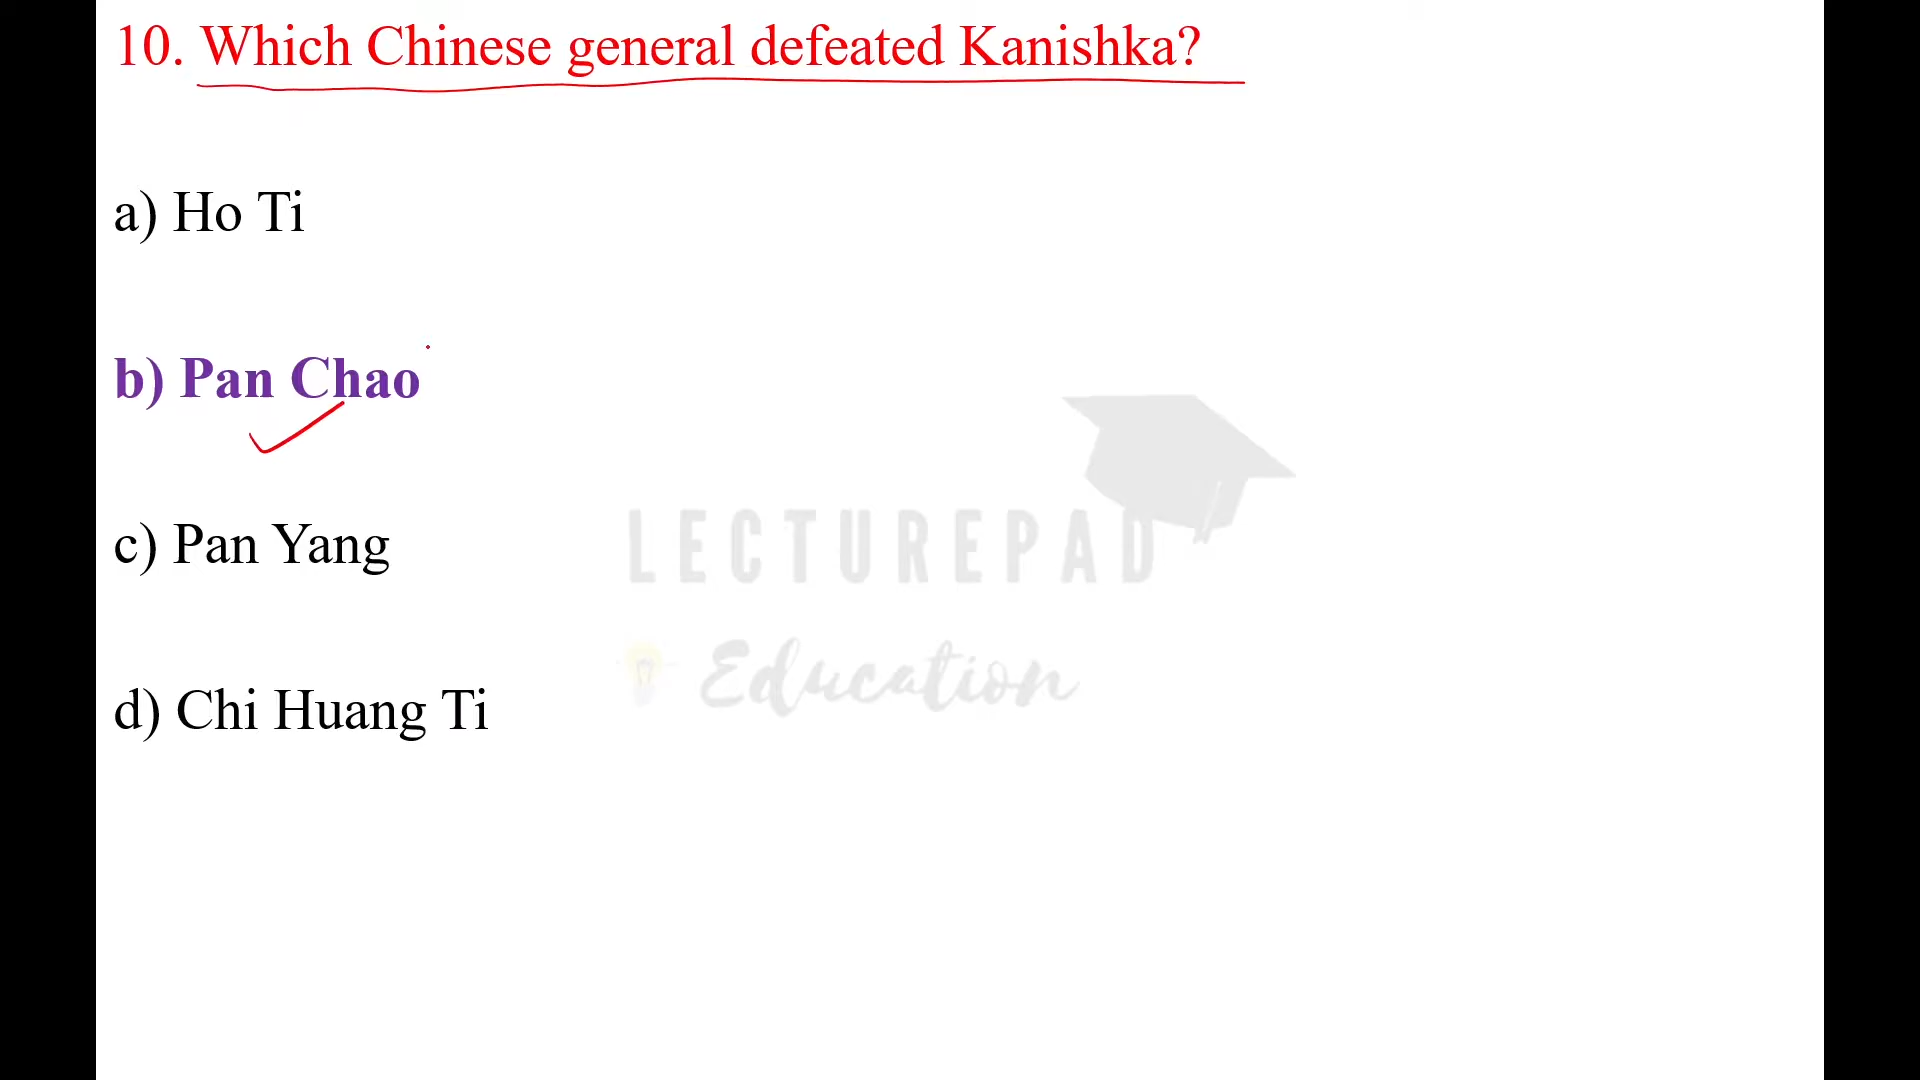 10. Which Chinese general defeated Kanishka?
a) Ho Ti
b) Pan Chao
c) Pan Yang
d) Chi Huang Ti
LECTUREPAD
Education